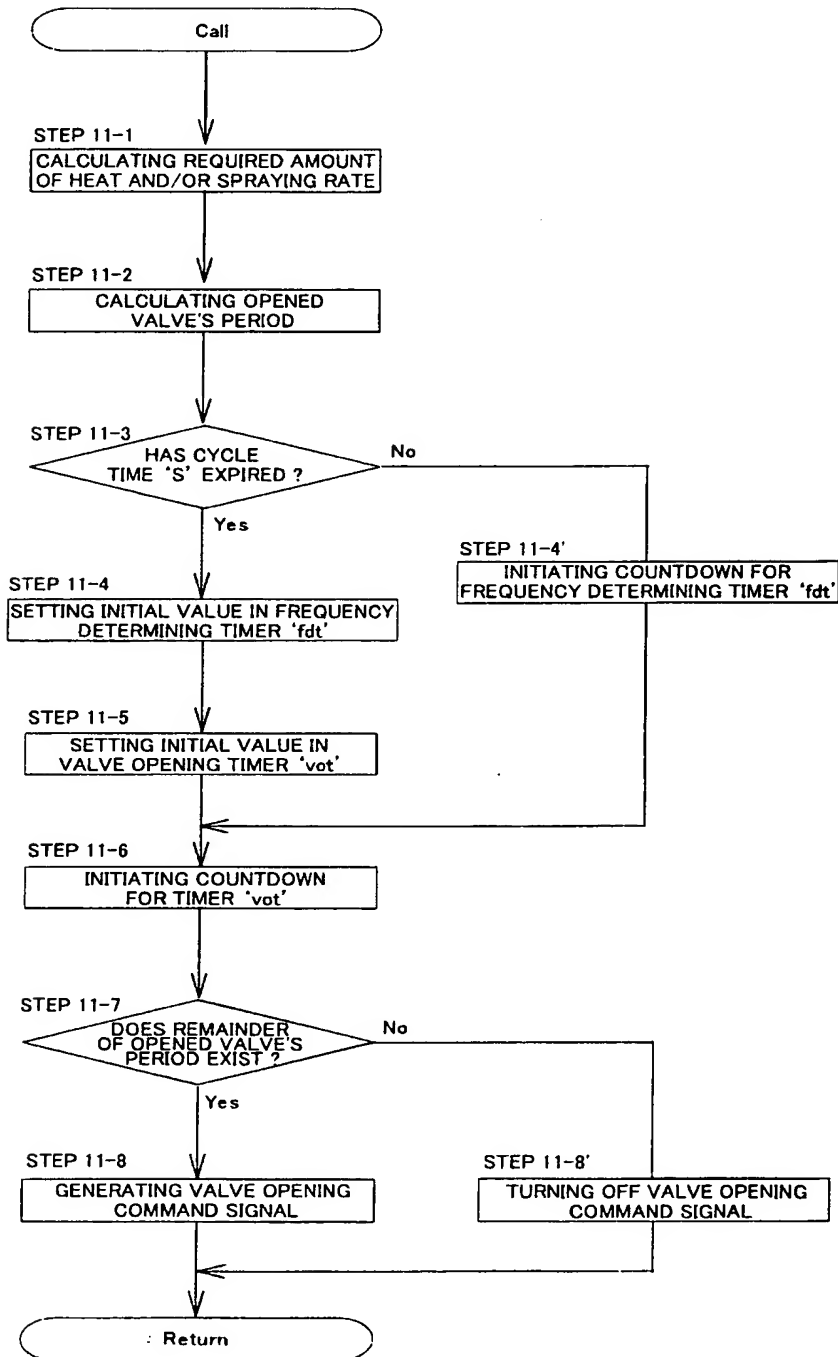 Call
STEP 11-1
CALCULATING REQUIRED AMOUNT
OF HEAT AND/OR SPRAYING RATE
STEP 11-2
CALCULATING OPENED
VALVE'S PERIOD
STEP 11-3
HAS CYCLE
TIME ‘S’ EXPIRED ?
No
Yes
STEP 11-4
SETTING INITIAL VALUE IN FREQUENCY
DETERMINING TIMER ‘fdt’
STEP 11-4'
INITIATING COUNTDOWN FOR
FREQUENCY DETERMINING TIMER ‘fdt’
STEP 11-5
SETTING INITIAL VALUE IN
VALVE OPENING TIMER ‘vot’
STEP 11-6
INITIATING COUNTDOWN
FOR TIMER ‘vot’
STEP 11-7
DOES REMAINDER
OF OPENED VALVE'S
PERIOD EXIST ?
No
Yes
STEP 11-8
GENERATING VALVE OPENING
COMMAND SIGNAL
STEP 11-8'
TURNING OFF VALVE OPENING
COMMAND SIGNAL
: Return